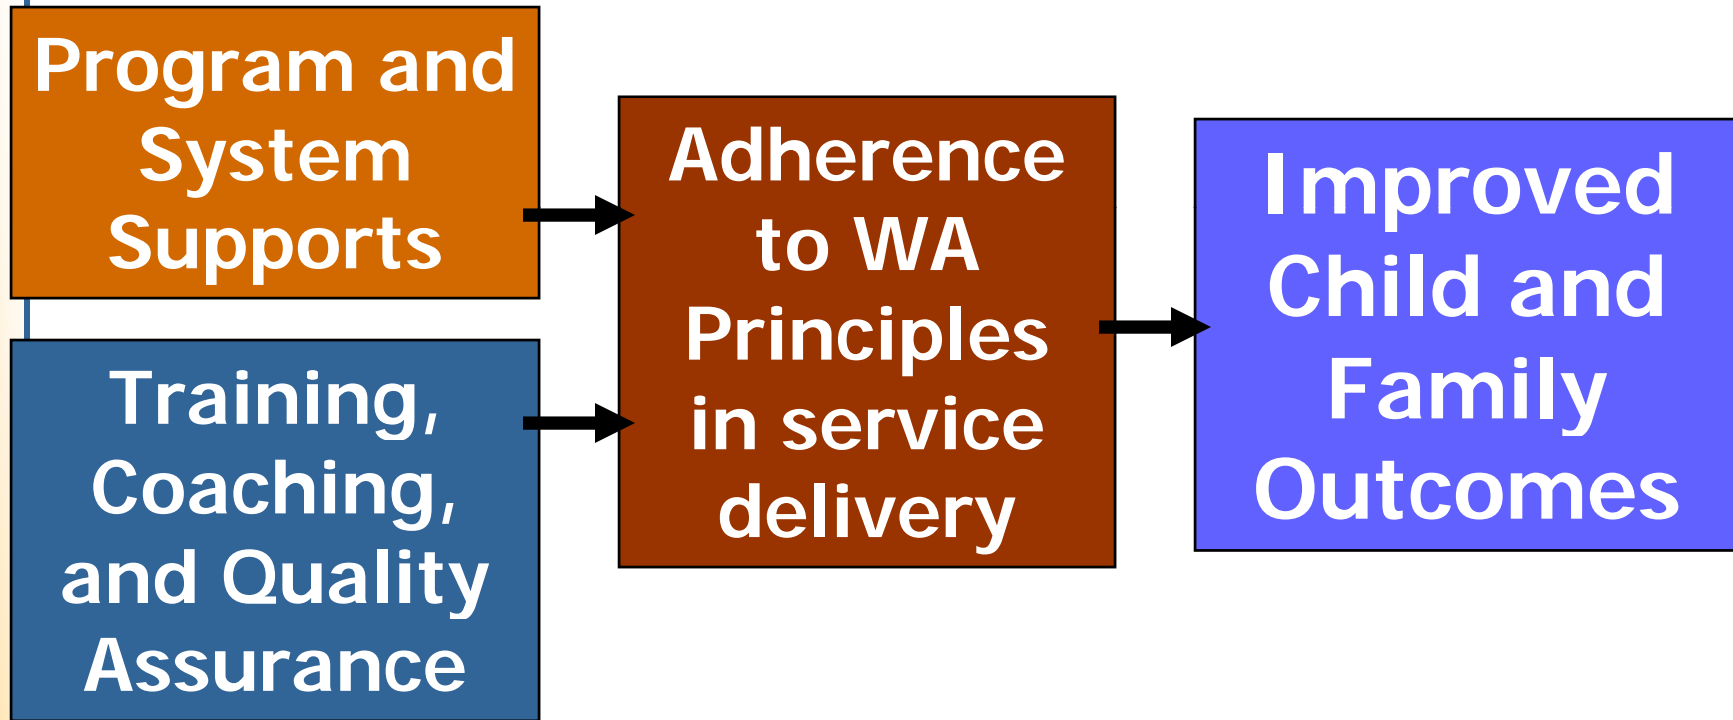 Program and
System
Supports
Training,
Coaching,
and Quality
Assurance
Adherence
to WA
Principles
in service
delivery
Improved
Child and
Family
Outcomes